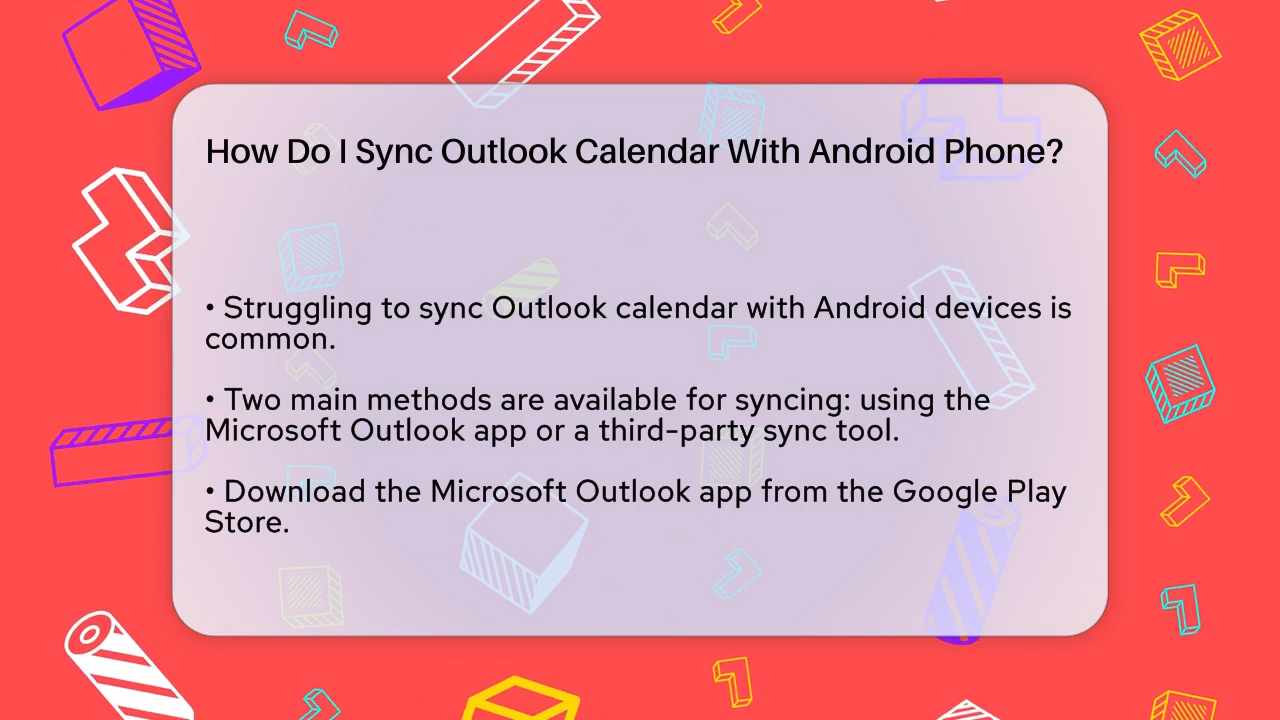 How Do I Sync Outlook Calendar With Android Phone?
• Struggling to sync Outlook calendar with Android devices is
common.
• Two main methods are available for syncing: using the
Microsoft Outlook app or a third-party sync tool.
• Download the Microsoft Outlook app from the Google Play
Store.